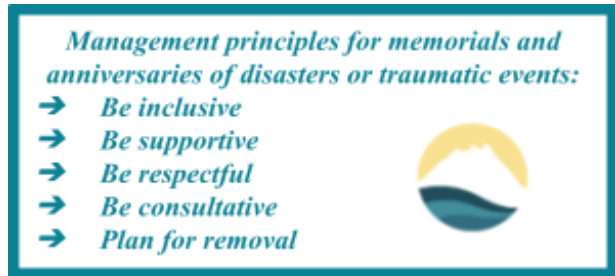 Management principles for memorials and
anniversaries of disasters or traumatic events:
➔ Be inclusive
➔ Be supportive
➔ Be respectful
➔ Be consultative
➔ Plan for removal